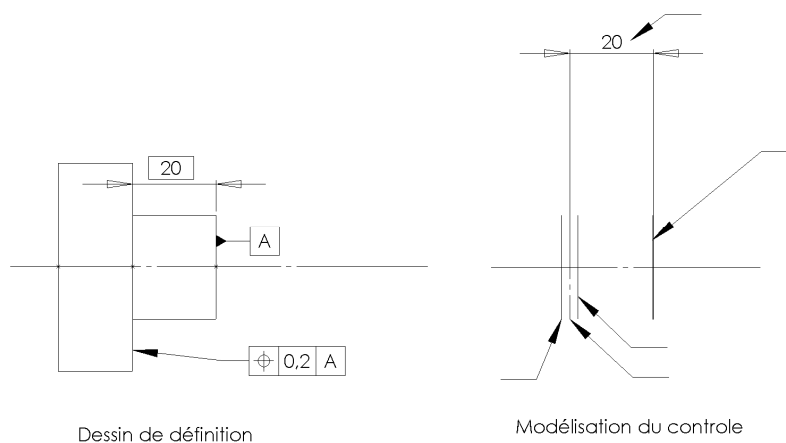 20
20
A
⌖ 0,2 A
Dessin de définition
Modélisation du controle